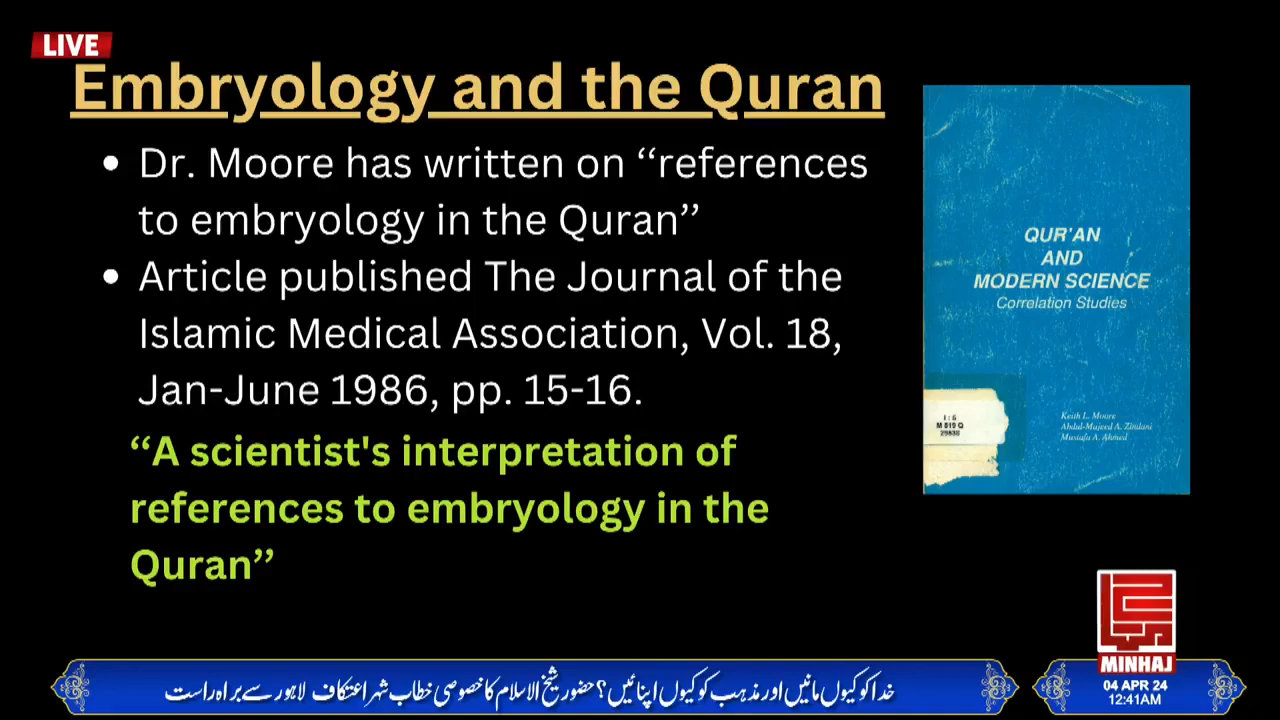 LIVE
Embryology and the Quran
• Dr. Moore has written on “references
to embryology in the Quran”
• Article published The Journal of the
Islamic Medical Association, Vol. 18,
Jan-June 1986, pp. 15-16.
“A scientist's interpretation of
references to embryology in the
Quran”
QUR'AN
AND
MODERN SCIENCE
Correlation Studies
I : 6
M 819 Q
29838
Keith L. Moore
Abdul-Majeed A. Zindani
Mustafa A. Ahmed
MINHAJ
خدا کو کیوں مانیں اور مذہب کو کیوں اپنائیں؟ حضور شیخ الاسلام کا خصوصی خطاب شہر اعتکاف لاہور سے براہ راست
04 APR 24
12:41AM